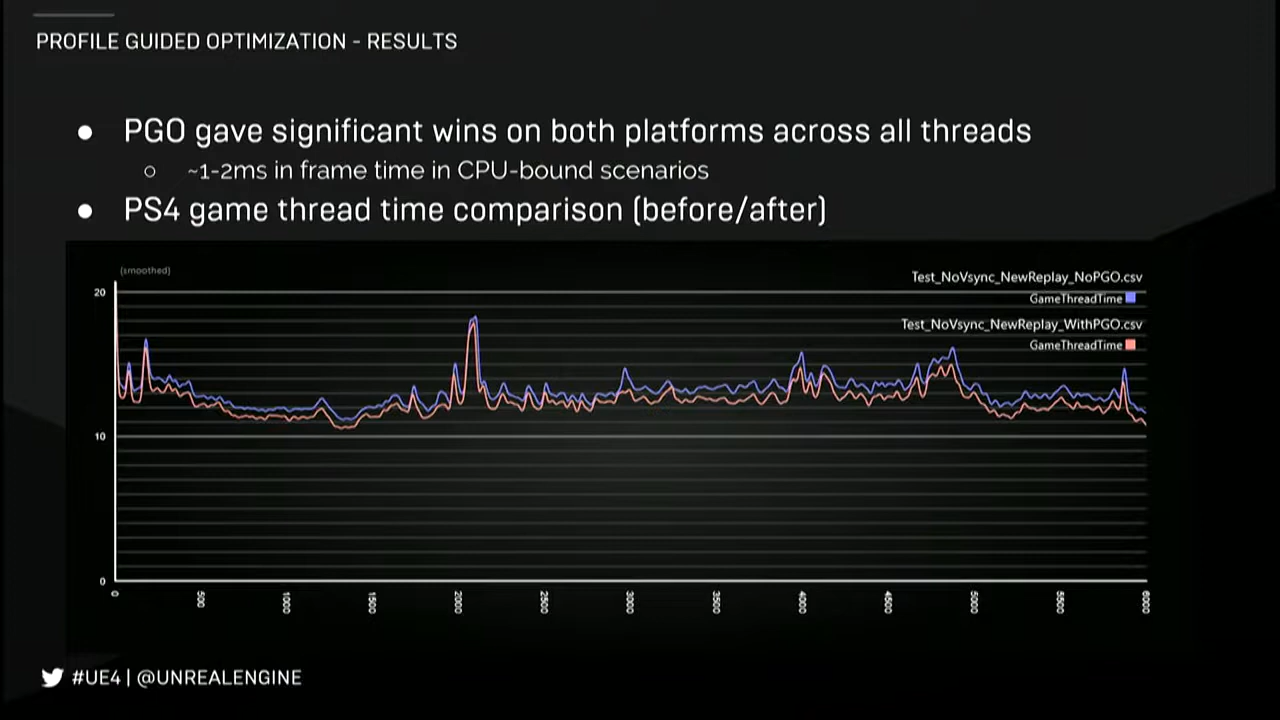 PROFILE GUIDED OPTIMIZATION - RESULTS
● PGO gave significant wins on both platforms across all threads
○ ~1-2ms in frame time in CPU-bound scenarios
● PS4 game thread time comparison (before/after)
(smoothed)
Test_NoVsync_NewReplay_NoPGO.csv
20
GameThreadTime
Test_NoVsync_NewReplay_WithPGO.csv
GameThreadTime
10
0
0 500 1000 1500 2000 2500 3000 3500 4000 4500 5000 5500 6000
#UE4 | @UNREALENGINE